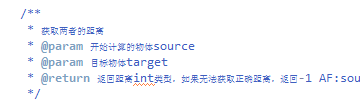 /**
* 获取两者的距离
* @param 开始计算的物体source
* @param 目标物体target
* @return 返回距离int类型，如果无法获取正确距离，返回-1 AF:sou
*/